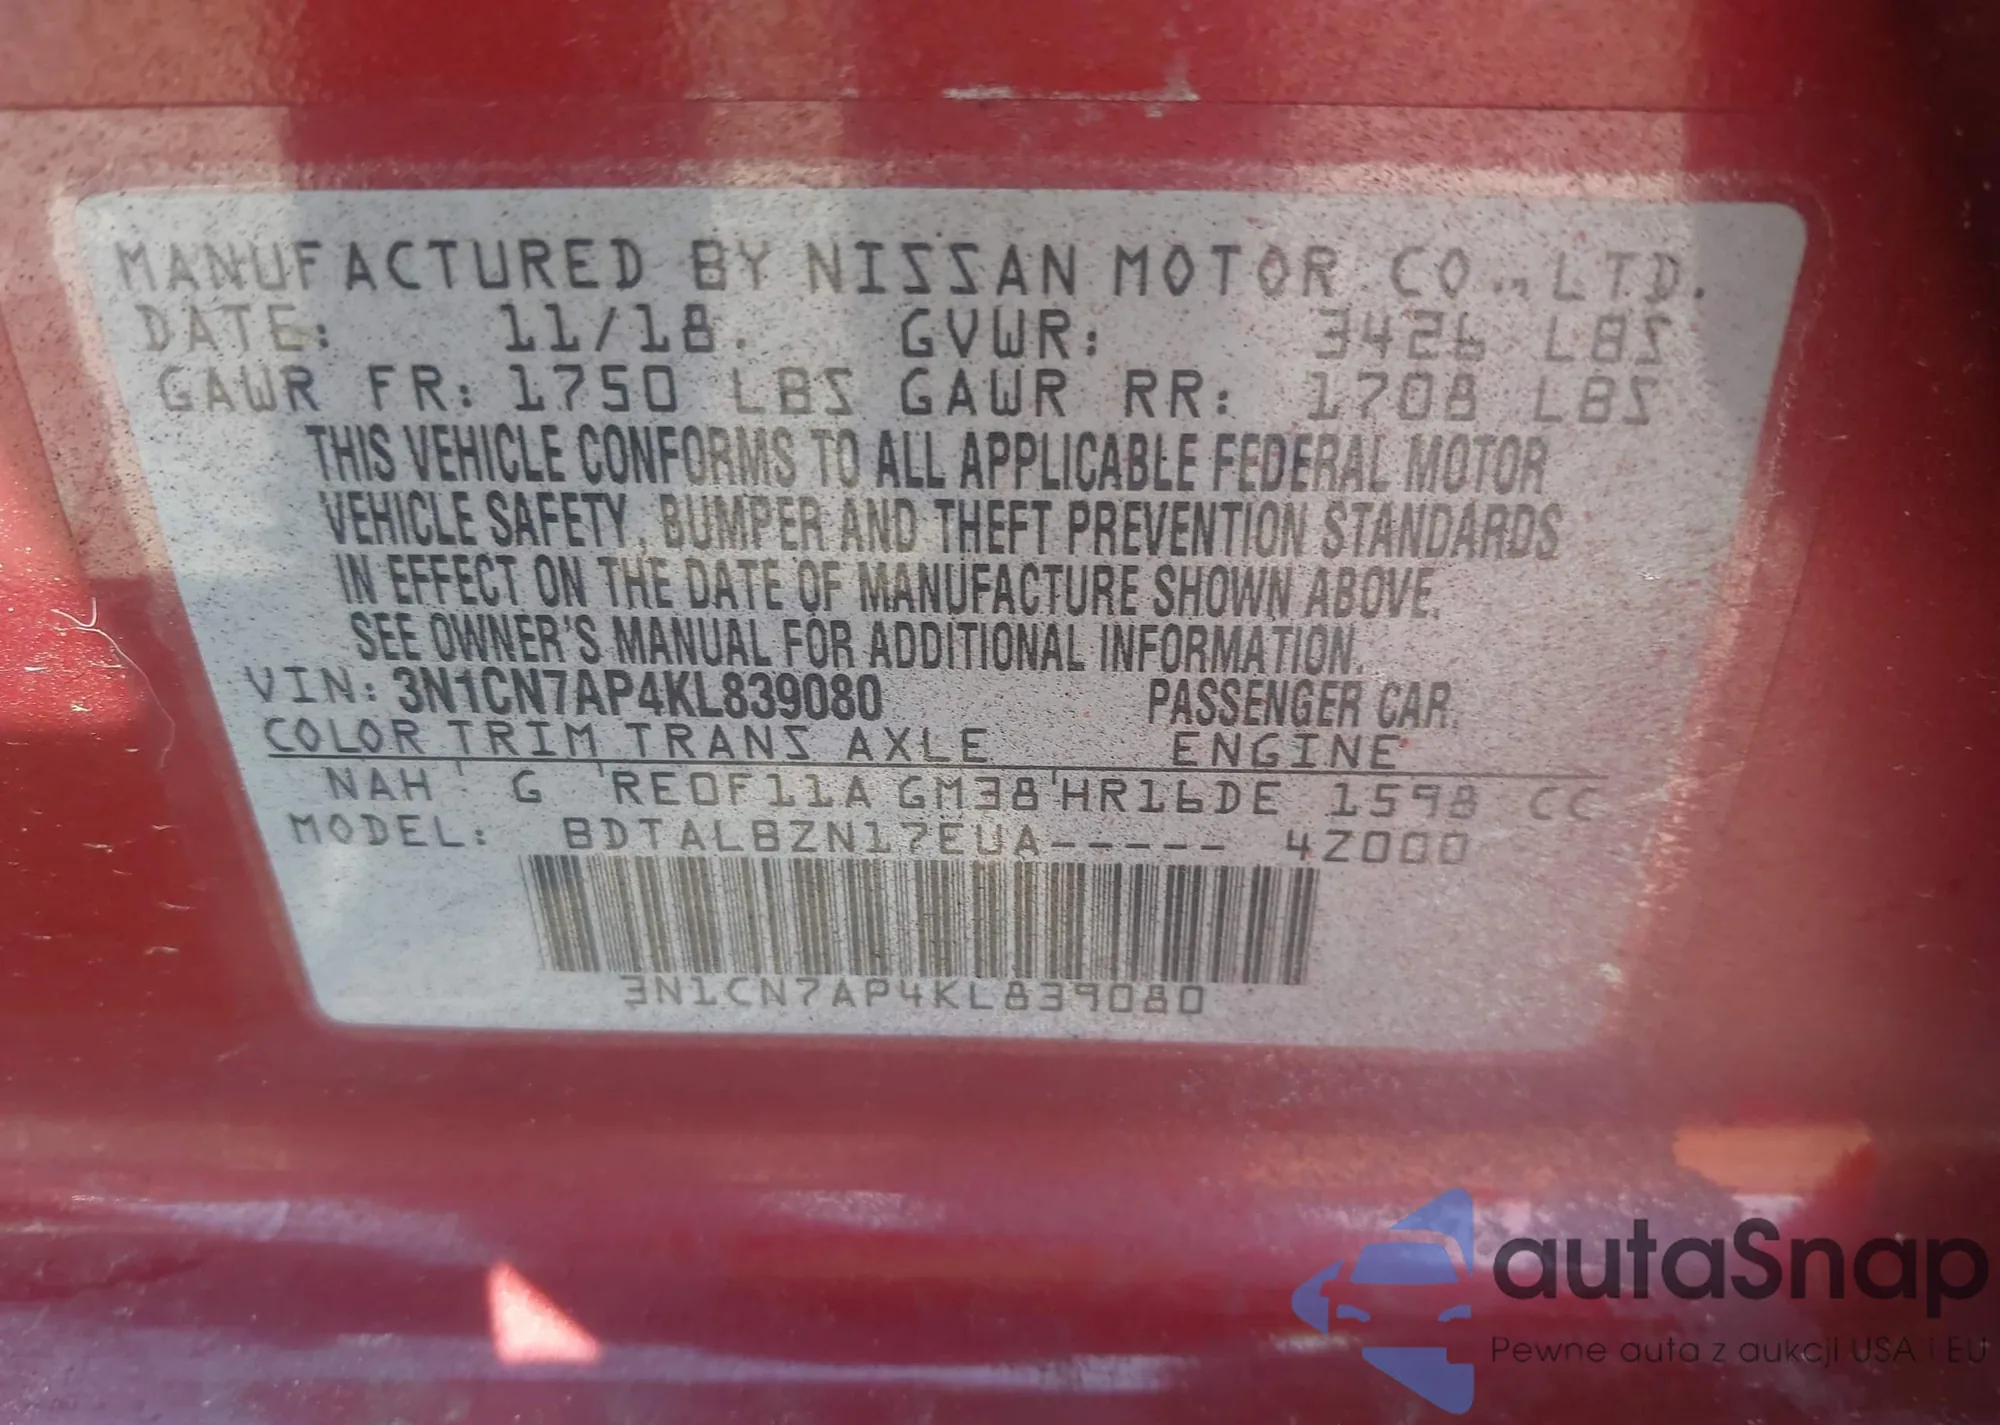 MANUFACTURED BY NISSAN MOTOR CO., LTD.
DATE: 11/18. GVWR: 3426 LBS
GAWR FR: 1750 LBS GAWR RR: 1708 LBS
THIS VEHICLE CONFORMS TO ALL APPLICABLE FEDERAL MOTOR
VEHICLE SAFETY, BUMPER AND THEFT PREVENTION STANDARDS
IN EFFECT ON THE DATE OF MANUFACTURE SHOWN ABOVE.
SEE OWNER'S MANUAL FOR ADDITIONAL INFORMATION.
VIN: 3N1CN7AP4KL839080 PASSENGER CAR.
COLOR TRIM TRANS AXLE ENGINE
NAH G RE0F11A GM38 HR16DE 1598 CC
MODEL: BDTALBZN17EUA----- 4Z000
3N1CN7AP4KL839080
autaSnap
Pewne auta z aukcji USA i EU